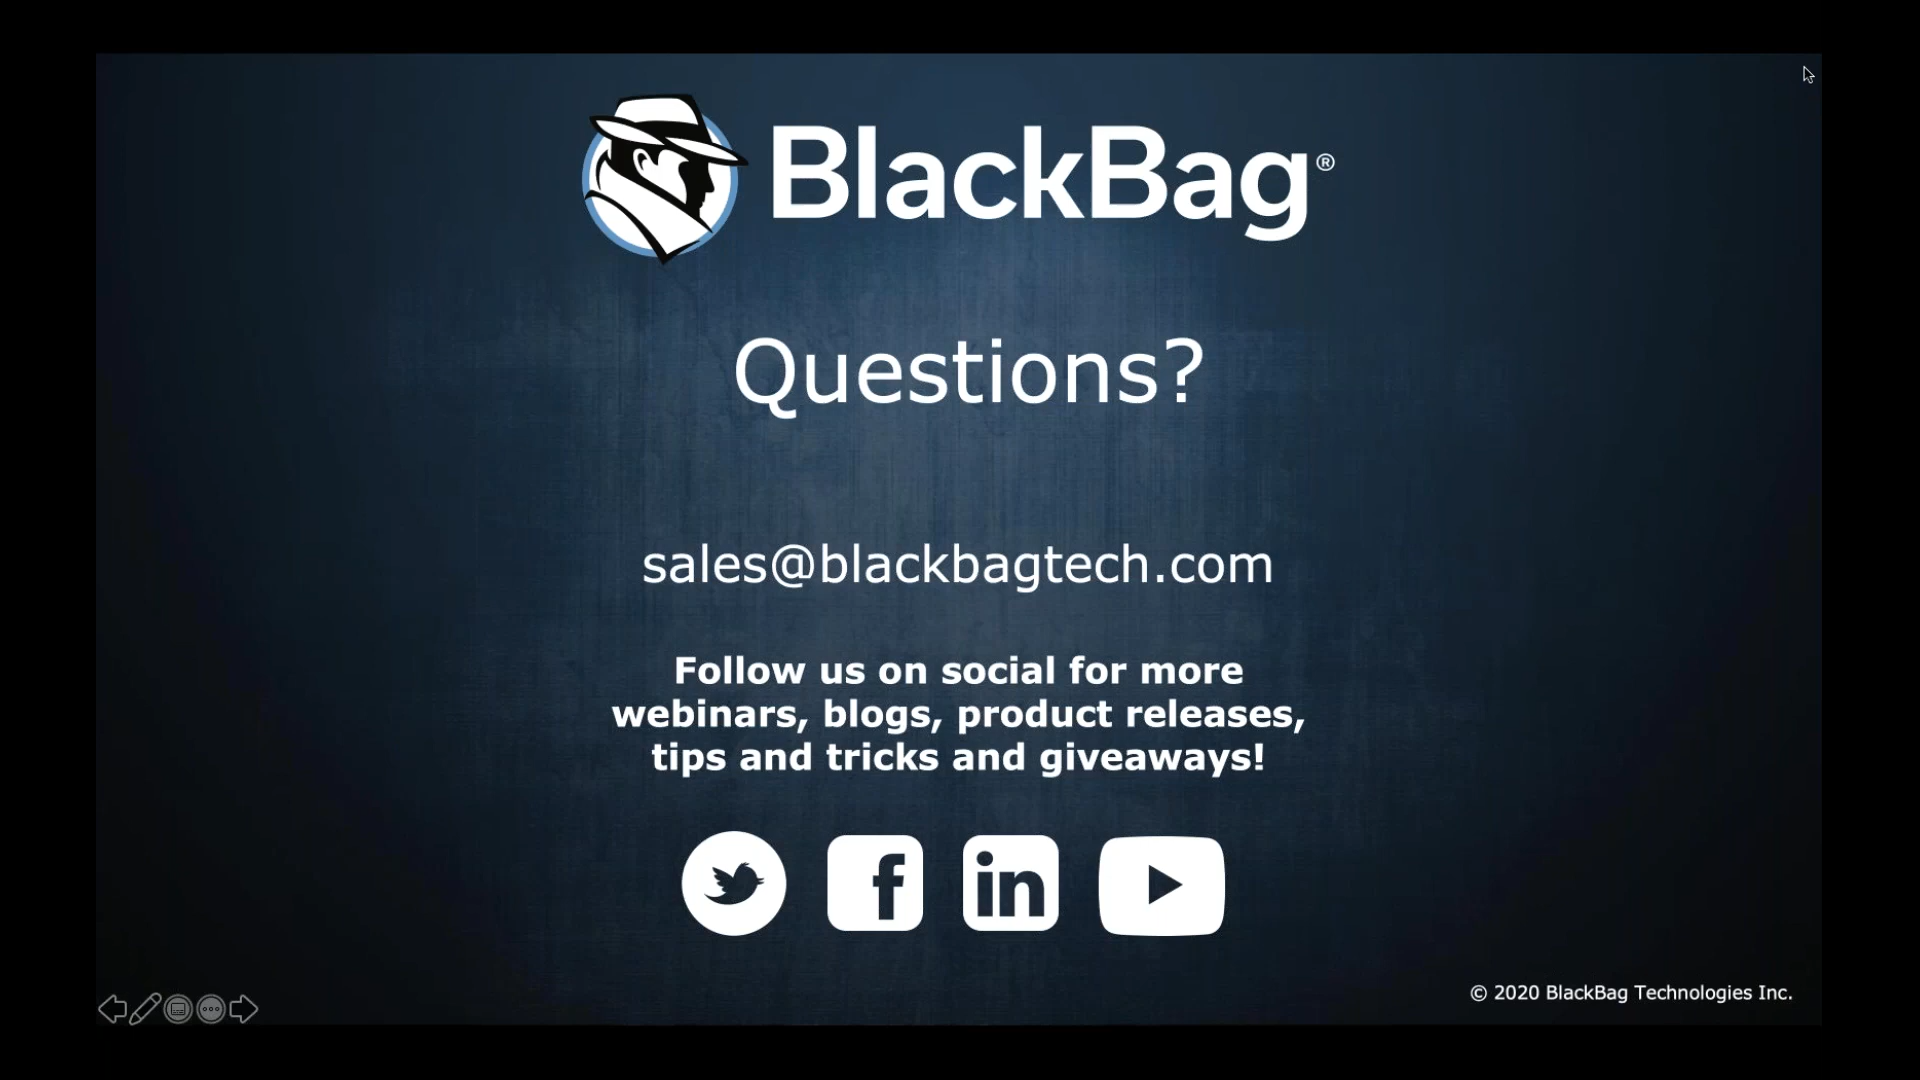 BlackBag®
Questions?
sales@blackbagtech.com
Follow us on social for more
webinars, blogs, product releases,
tips and tricks and giveaways!
f in
© 2020 BlackBag Technologies Inc.